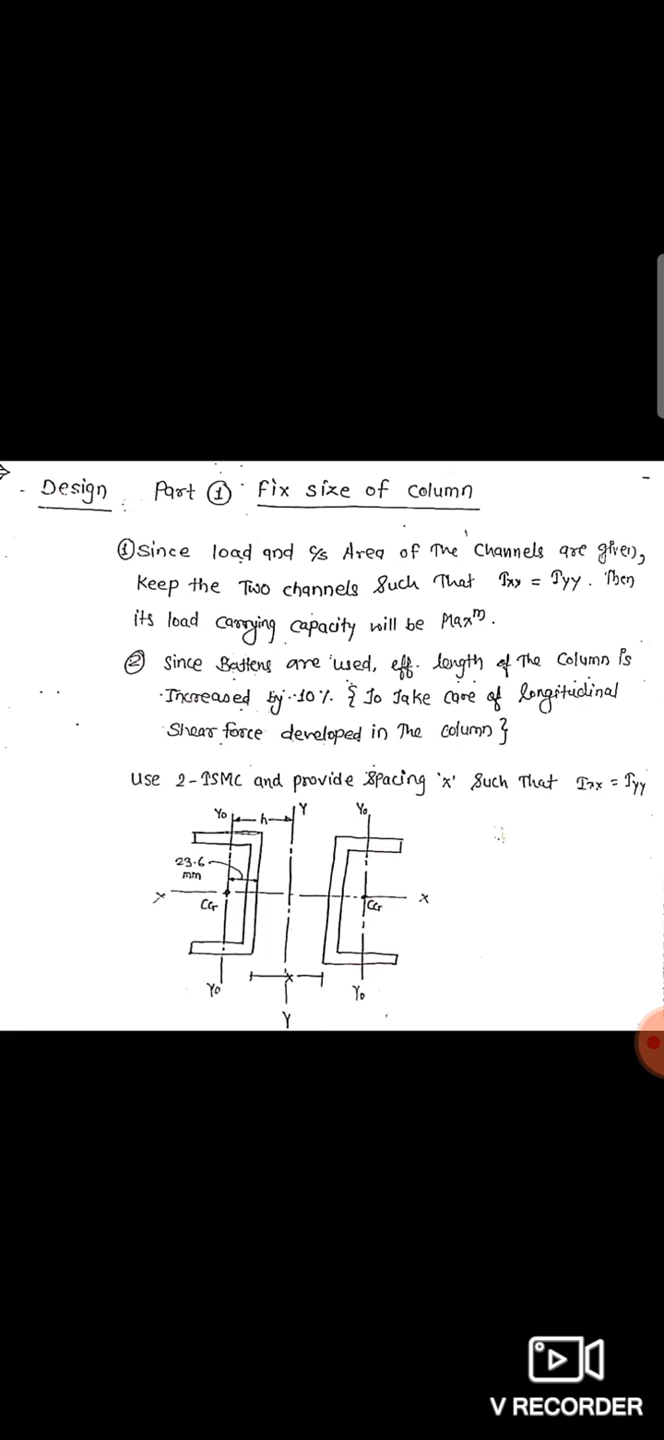 Design Part ① Fix size of column
① Since load and c/s Area of The Channels are given,
Keep the Two channels Such That Ixx = Iyy. Then
its load carrying capacity will be Maxm.
② Since Battens are used, eff. length of The Column is
Increased by 10% { To Take care of longitudinal
Shear force developed in The column }
Use 2-ISMC and provide spacing 'x' Such That Ixx = Iyy
Yo h Y Yo
23.6
mm
X CG CG X
x
Yo Yo
Y
V RECORDER